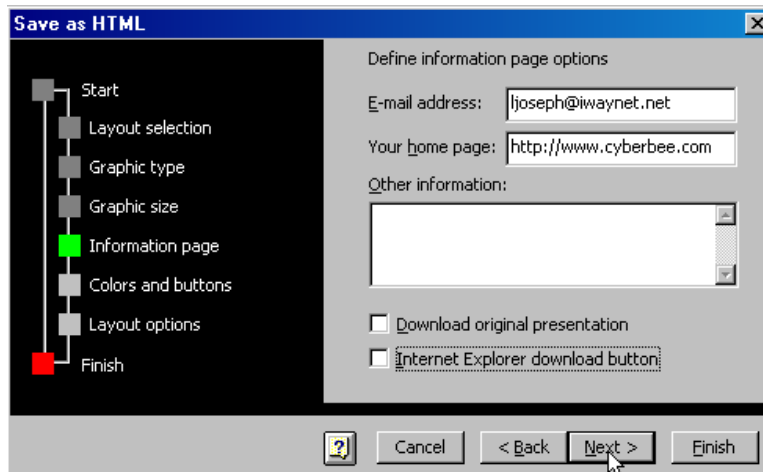 Save as HTML
Start
Layout selection
Graphic type
Graphic size
Information page
Colors and buttons
Layout options
Finish
Define information page options
E-mail address: ljoseph@iwaynet.net
Your home page: http://www.cyberbee.com
Other information:
Download original presentation
Internet Explorer download button
Cancel < Back Next > Finish